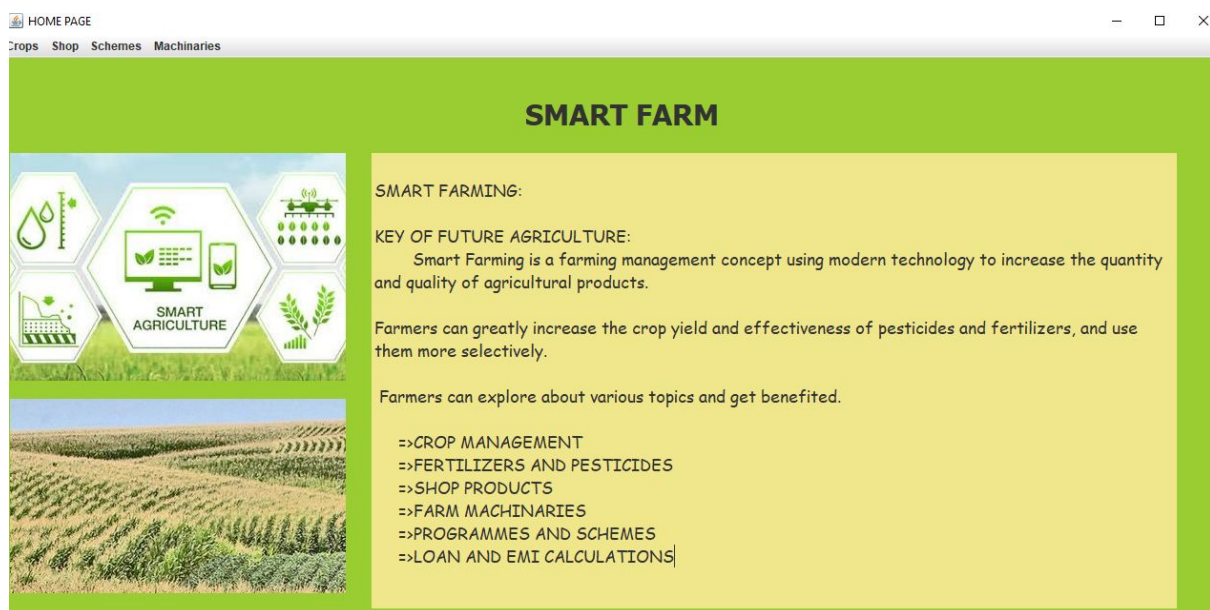 HOME PAGE
Crops Shop Schemes Machinaries
SMART FARM
SMART
AGRICULTURE
SMART FARMING:
KEY OF FUTURE AGRICULTURE:
Smart Farming is a farming management concept using modern technology to increase the quantity
and quality of agricultural products.
Farmers can greatly increase the crop yield and effectiveness of pesticides and fertilizers, and use
them more selectively.
Farmers can explore about various topics and get benefited.
=>CROP MANAGEMENT
=>FERTILIZERS AND PESTICIDES
=>SHOP PRODUCTS
=>FARM MACHINARIES
=>PROGRAMMES AND SCHEMES
=>LOAN AND EMI CALCULATIONS